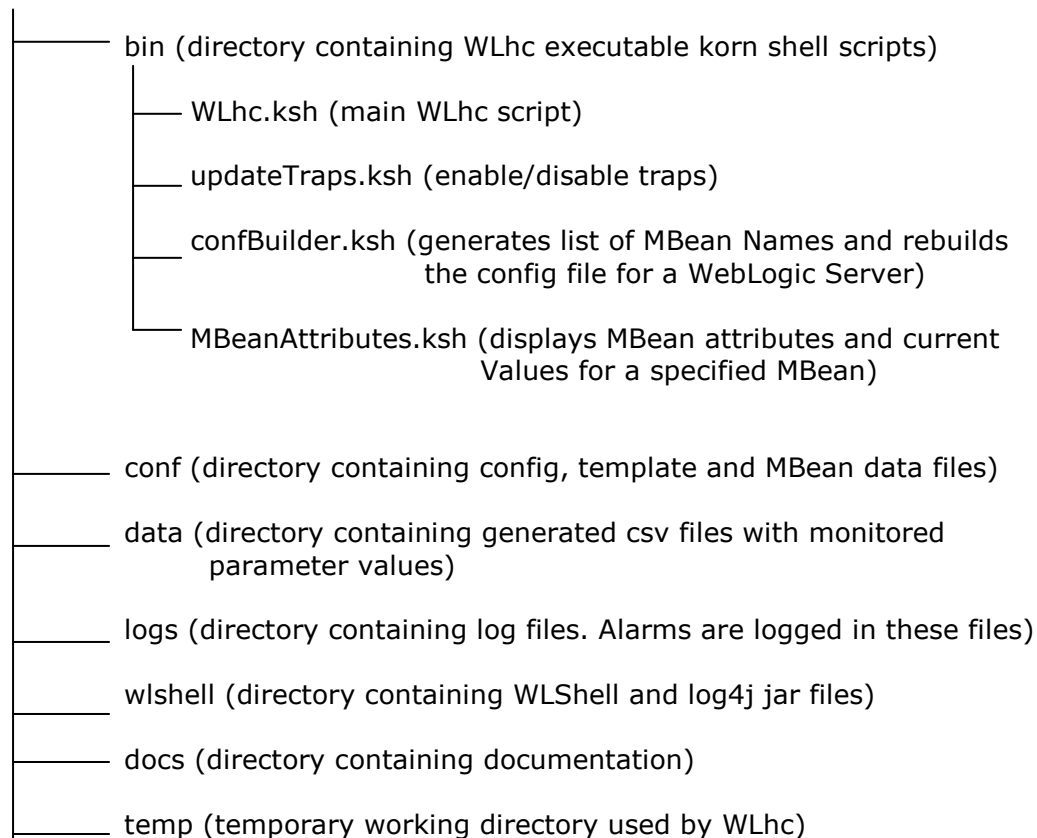 bin (directory containing WLhc executable korn shell scripts)
WLhc.ksh (main WLhc script)
updateTraps.ksh (enable/disable traps)
confBuilder.ksh (generates list of MBean Names and rebuilds
the config file for a WebLogic Server)
MBeanAttributes.ksh (displays MBean attributes and current
Values for a specified MBean)
conf (directory containing config, template and MBean data files)
data (directory containing generated csv files with monitored
parameter values)
logs (directory containing log files. Alarms are logged in these files)
wlshell (directory containing WLShell and log4j jar files)
docs (directory containing documentation)
temp (temporary working directory used by WLhc)